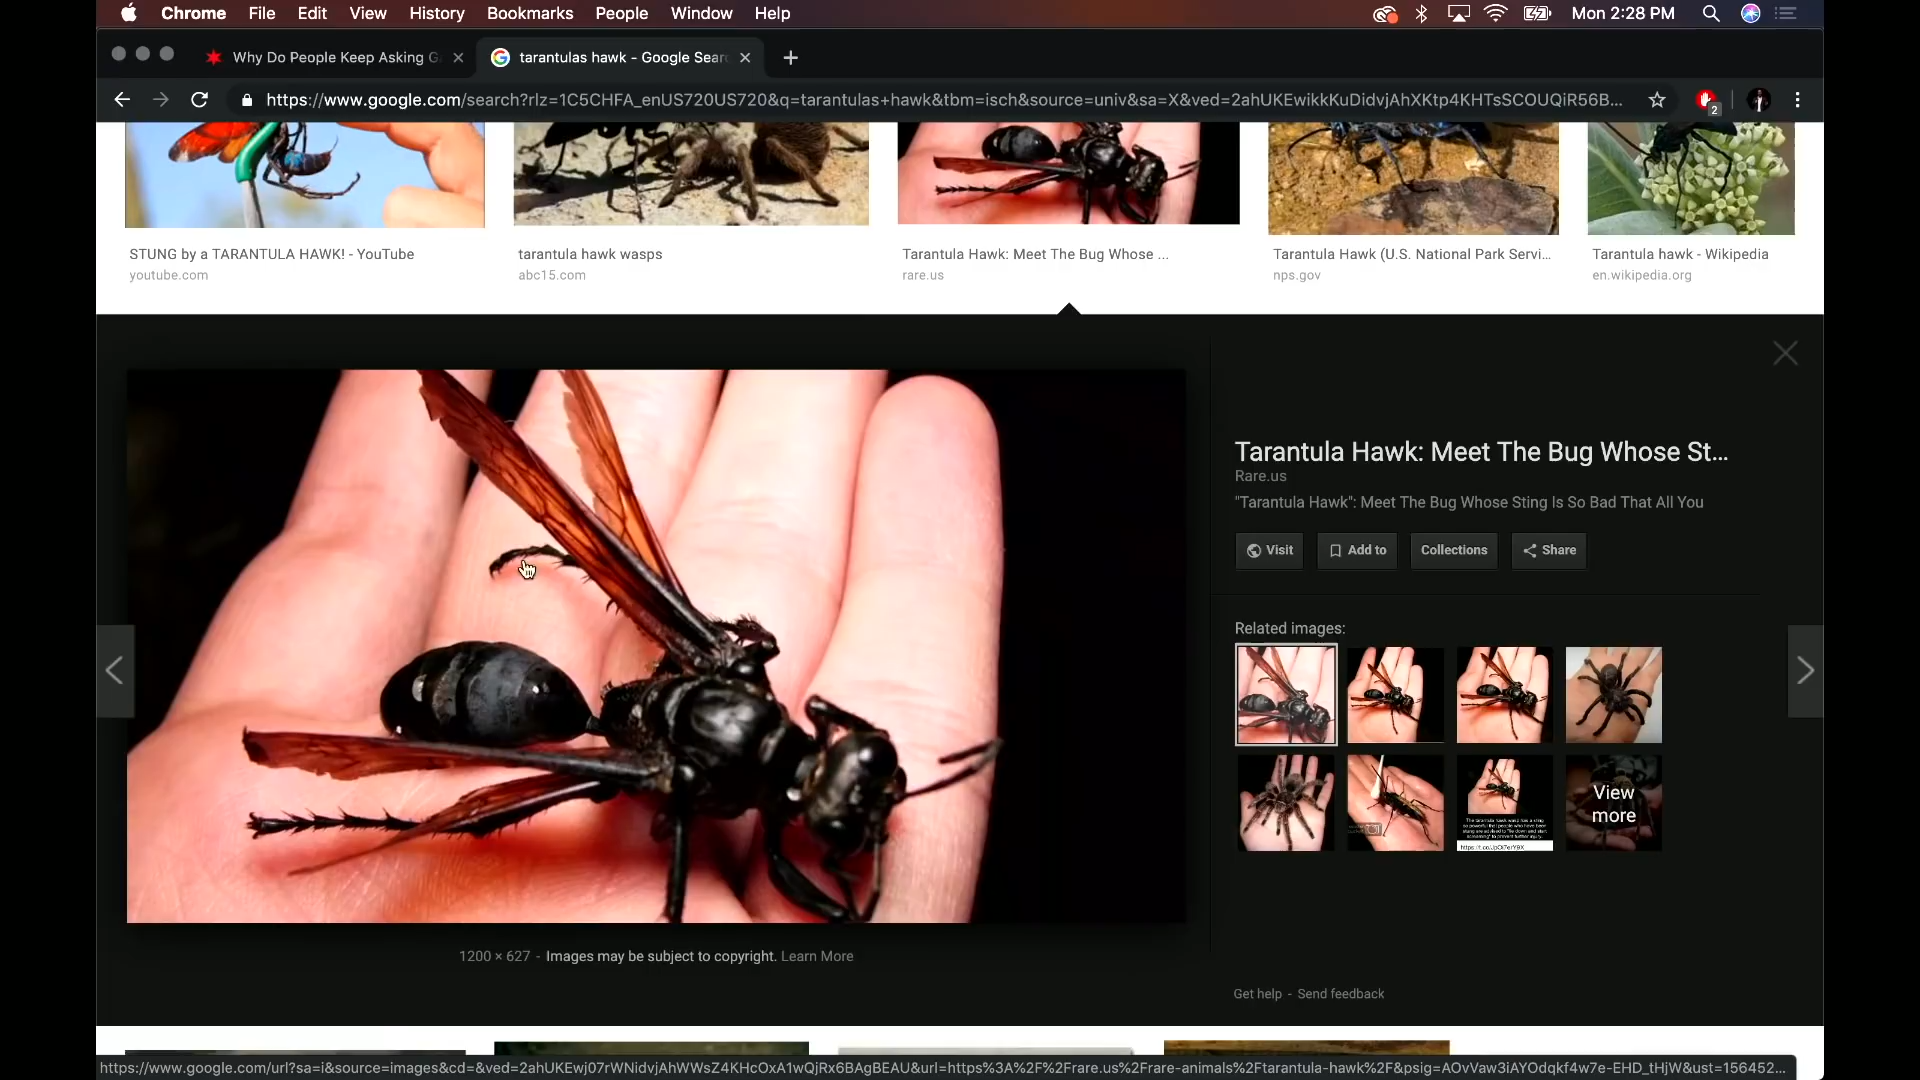 Chrome File Edit View History Bookmarks People Window Help Mon 2:28 PM
Why Do People Keep Asking G
tarantulas hawk - Google Sear
https://www.google.com/search?rlz=1C5CHFA_enUS720US720&q=tarantulas+hawk&tbm=isch&source=univ&sa=X&ved=2ahUKEwikkKuDidvjAhXKtp4KHTsSCOUQiR56B... 2
STUNG by a TARANTULA HAWK! - YouTube
youtube.com
tarantula hawk wasps
abc15.com
Tarantula Hawk: Meet The Bug Whose ...
rare.us
Tarantula Hawk (U.S. National Park Servi...
nps.gov
Tarantula hawk - Wikipedia
en.wikipedia.org
Tarantula Hawk: Meet The Bug Whose St...
Rare.us
"Tarantula Hawk": Meet The Bug Whose Sting Is So Bad That All You
Visit Add to Collections Share
Related images:
View
more
1200 × 627 - Images may be subject to copyright. Learn More
Get help - Send feedback
https://www.google.com/url?sa=i&source=images&cd=&ved=2ahUKEwj07rWNidvjAhWWsZ4KHcOxA1wQjRx6BAgBEAU&url=https%3A%2F%2Frare.us%2Frare-animals%2Ftarantula-hawk%2F&psig=AOvVaw3iAYOdqkf4w7e-EHD_tHjW&ust=156452...